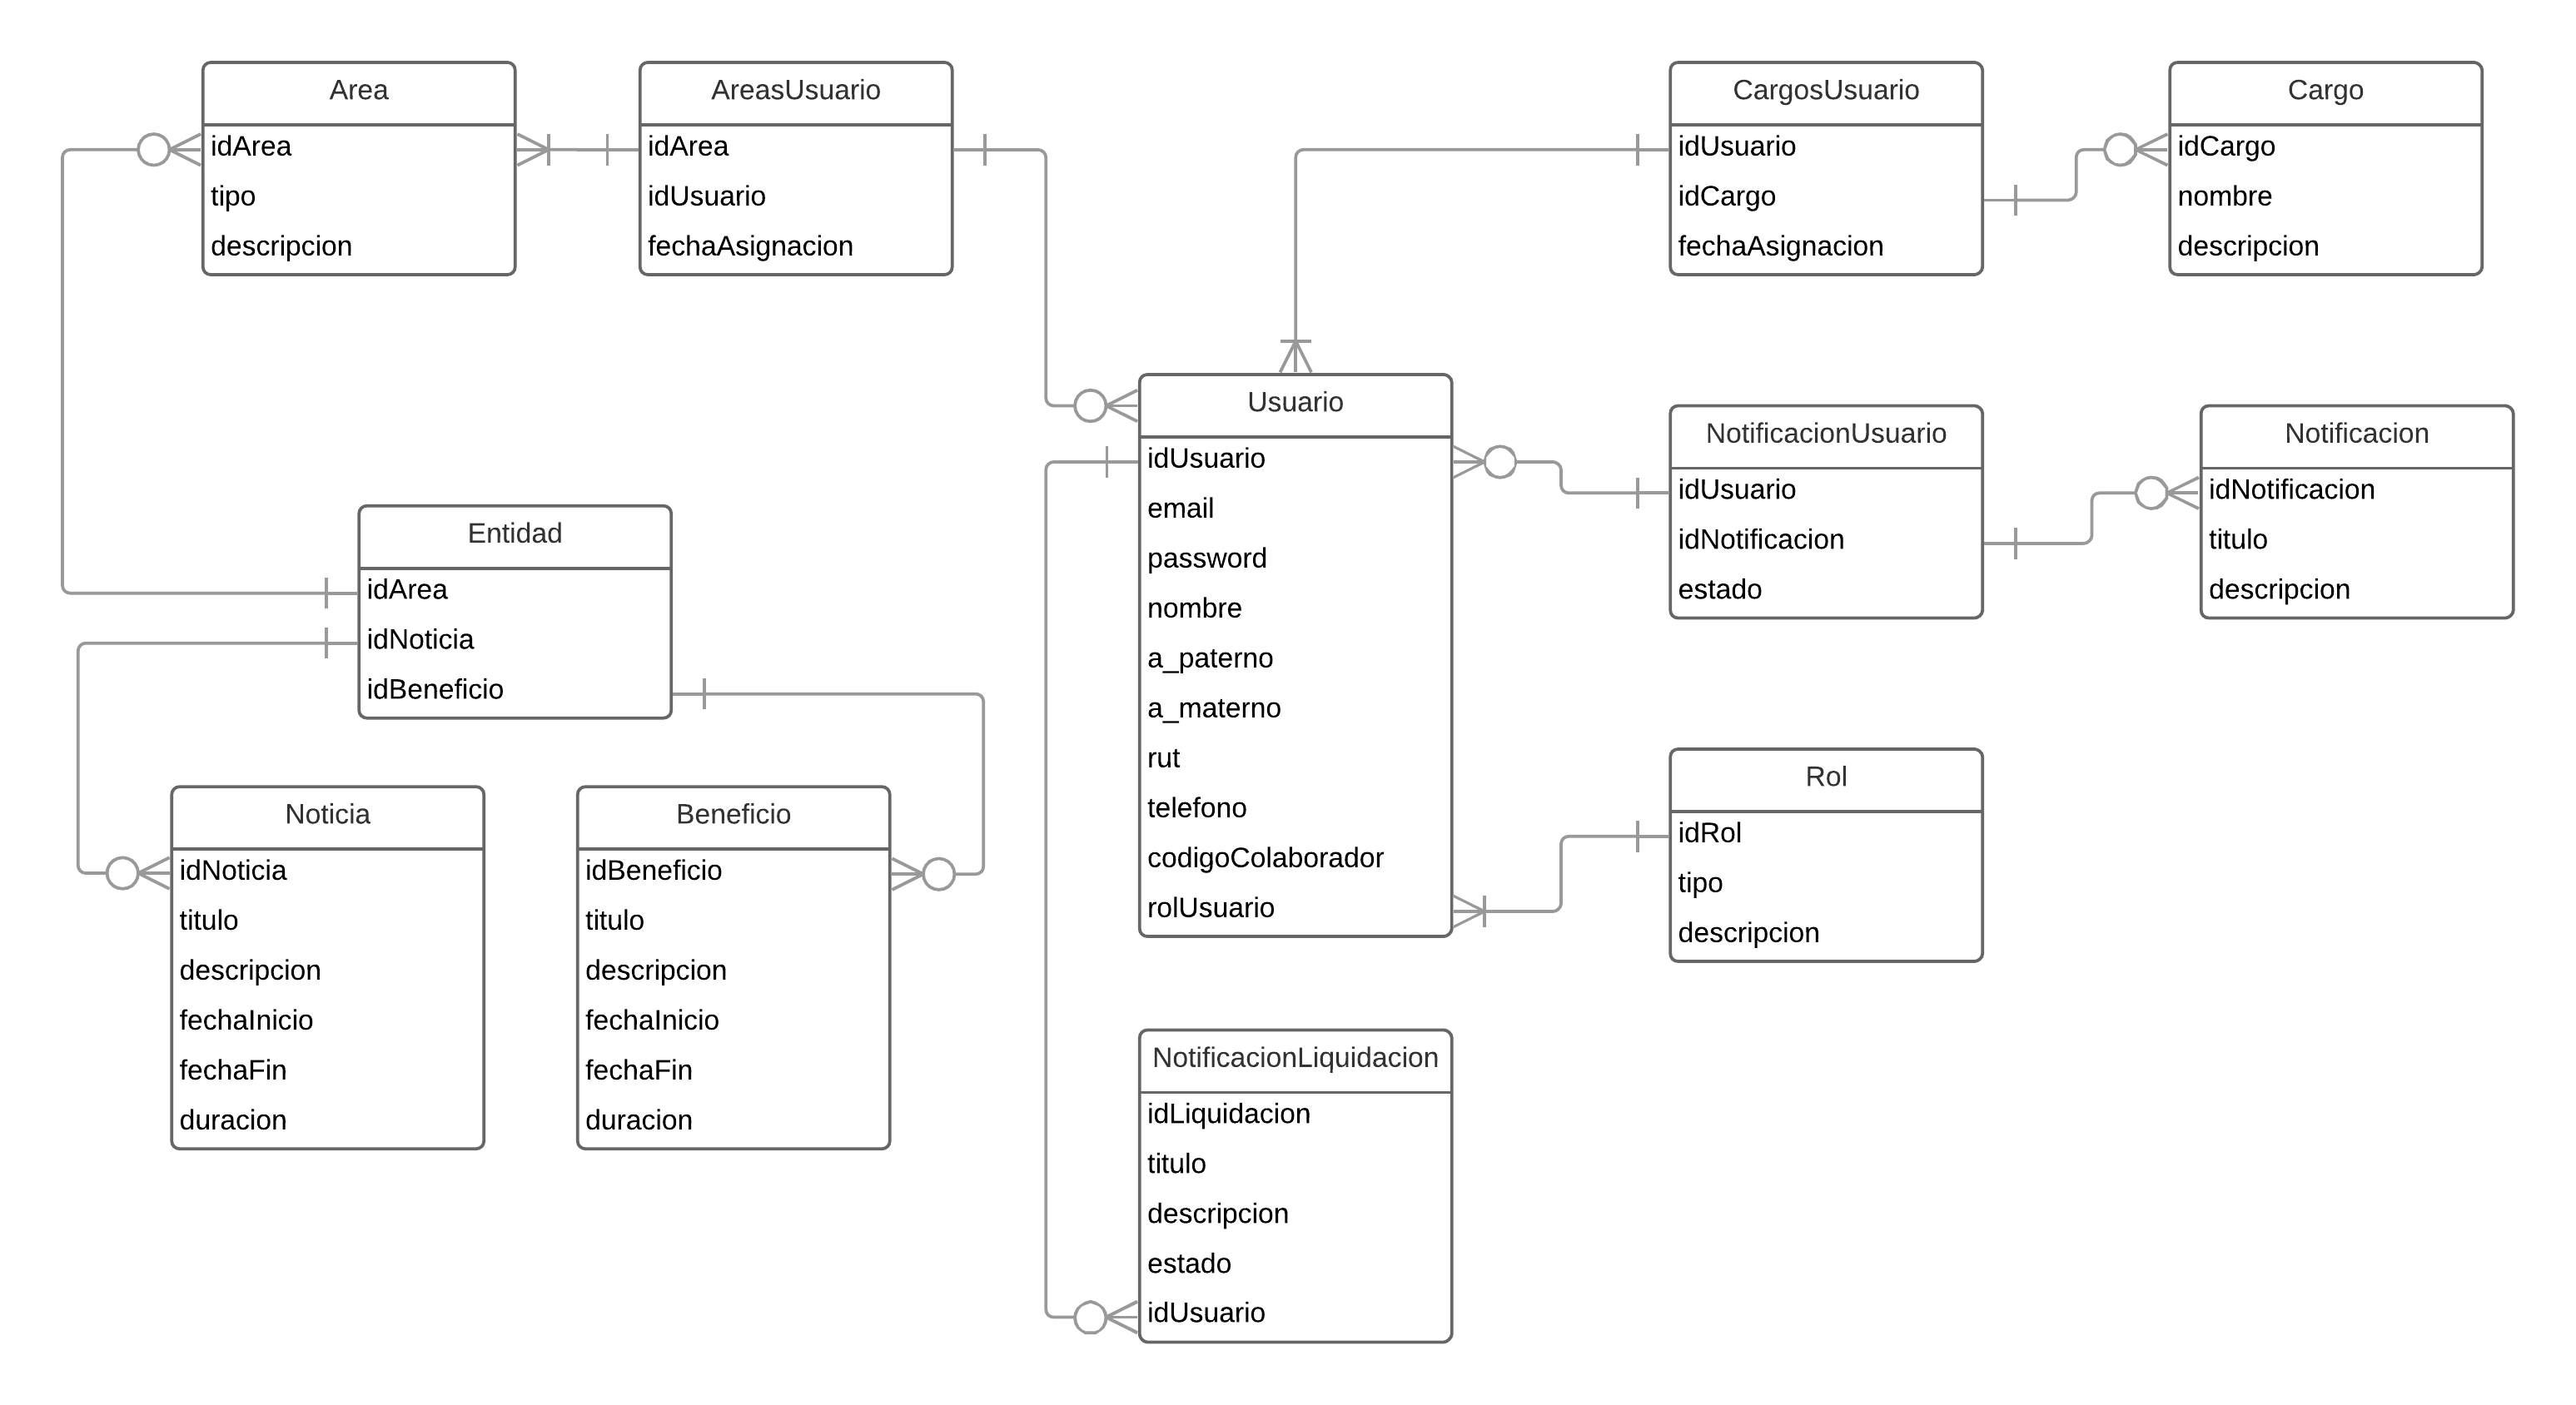 Area
idArea
tipo
descripcion
AreasUsuario
idArea
idUsuario
fechaAsignacion
CargosUsuario
idUsuario
idCargo
fechaAsignacion
Cargo
idCargo
nombre
descripcion
Usuario
idUsuario
email
password
nombre
a_paterno
a_materno
rut
telefono
codigoColaborador
rolUsuario
NotificacionUsuario
idUsuario
idNotificacion
estado
Notificacion
idNotificacion
titulo
descripcion
Entidad
idArea
idNoticia
idBeneficio
Rol
idRol
tipo
descripcion
Noticia
idNoticia
titulo
descripcion
fechaInicio
fechaFin
duracion
Beneficio
idBeneficio
titulo
descripcion
fechaInicio
fechaFin
duracion
NotificacionLiquidacion
idLiquidacion
titulo
descripcion
estado
idUsuario